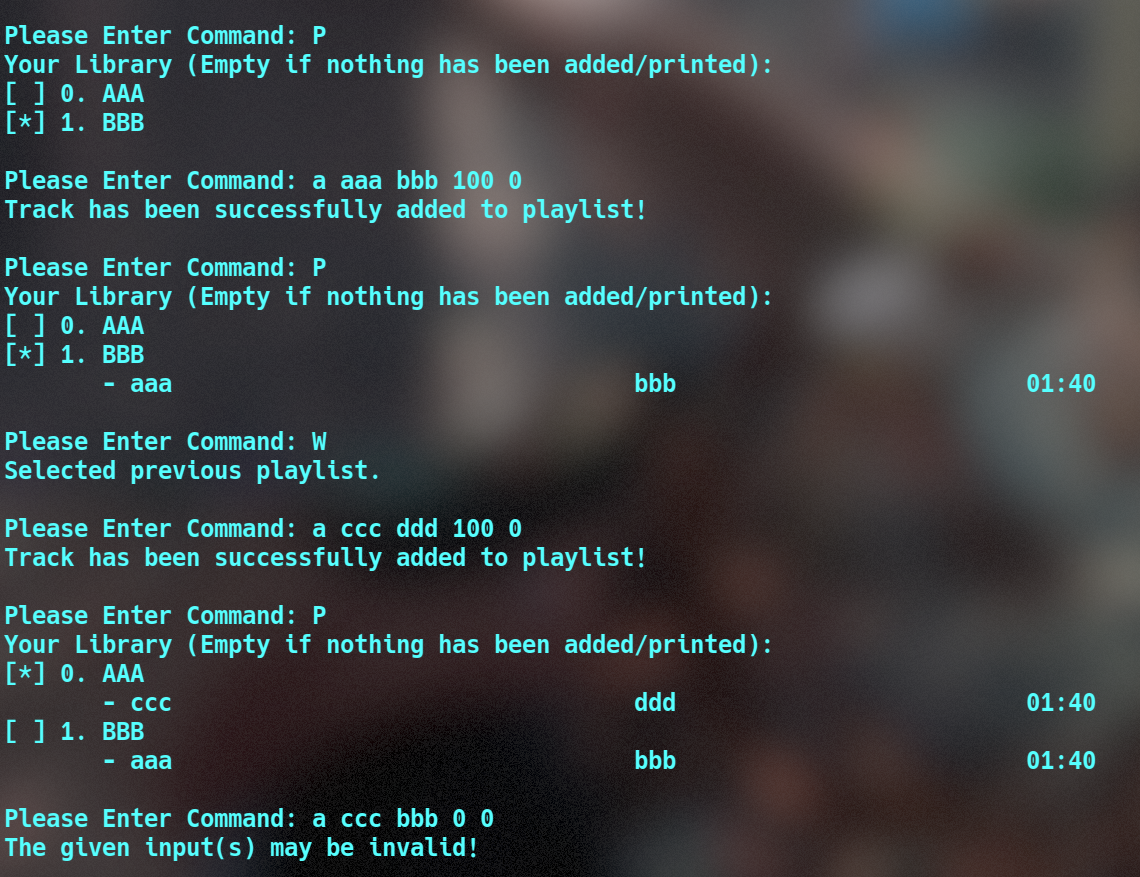 Please Enter Command: P
Your Library (Empty if nothing has been added/printed):
[ ] 0. AAA
[*] 1. BBB
Please Enter Command: a aaa bbb 100 0
Track has been successfully added to playlist!
Please Enter Command: P
Your Library (Empty if nothing has been added/printed):
[ ] 0. AAA
[*] 1. BBB
- aaa bbb 01:40
Please Enter Command: W
Selected previous playlist.
Please Enter Command: a ccc ddd 100 0
Track has been successfully added to playlist!
Please Enter Command: P
Your Library (Empty if nothing has been added/printed):
[*] 0. AAA
- ccc ddd 01:40
[ ] 1. BBB
- aaa bbb 01:40
Please Enter Command: a ccc bbb 0 0
The given input(s) may be invalid!